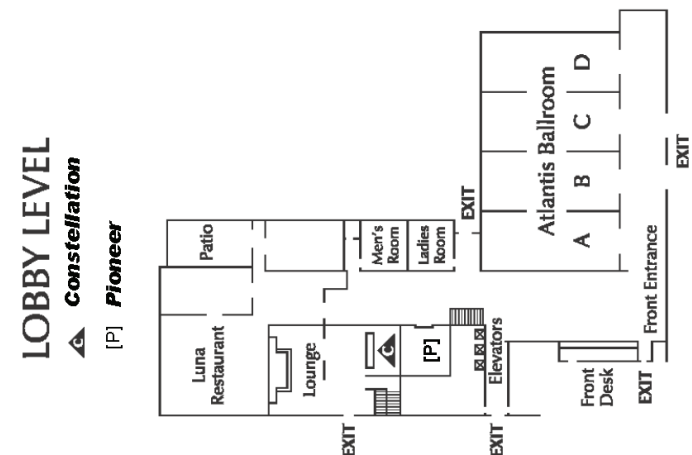 LOBBY LEVEL
C Constellation
[P] Pioneer
Patio
Luna
Restaurant
Lounge
Men's
Room
Ladies
Room
C
[P]
Elevators
EXIT
EXIT
EXIT
Atlantis Ballroom
A
B
C
D
Front Entrance
Front
Desk
EXIT
EXIT